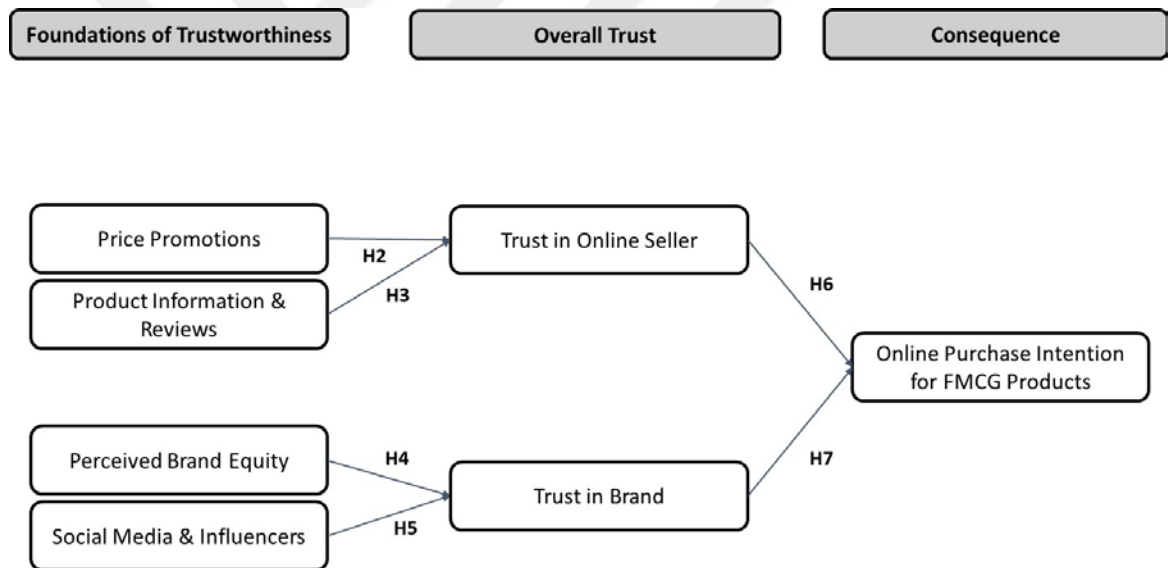 Foundations of Trustworthiness
Overall Trust
Consequence
Price Promotions
H2
Trust in Online Seller
Product Information &
Reviews
H3
H6
Online Purchase Intention
for FMCG Products
Perceived Brand Equity
H4
H7
Trust in Brand
Social Media & Influencers
H5